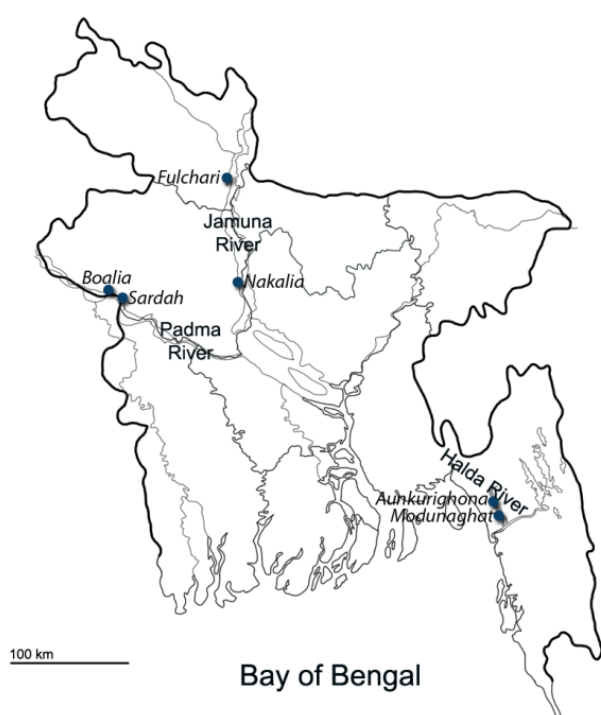 Fulchari
Jamuna
River
Boalia
Nakalia
Sardah
Padma
River
Halda River
Aunkurighona
Modunaghat
100 km
Bay of Bengal